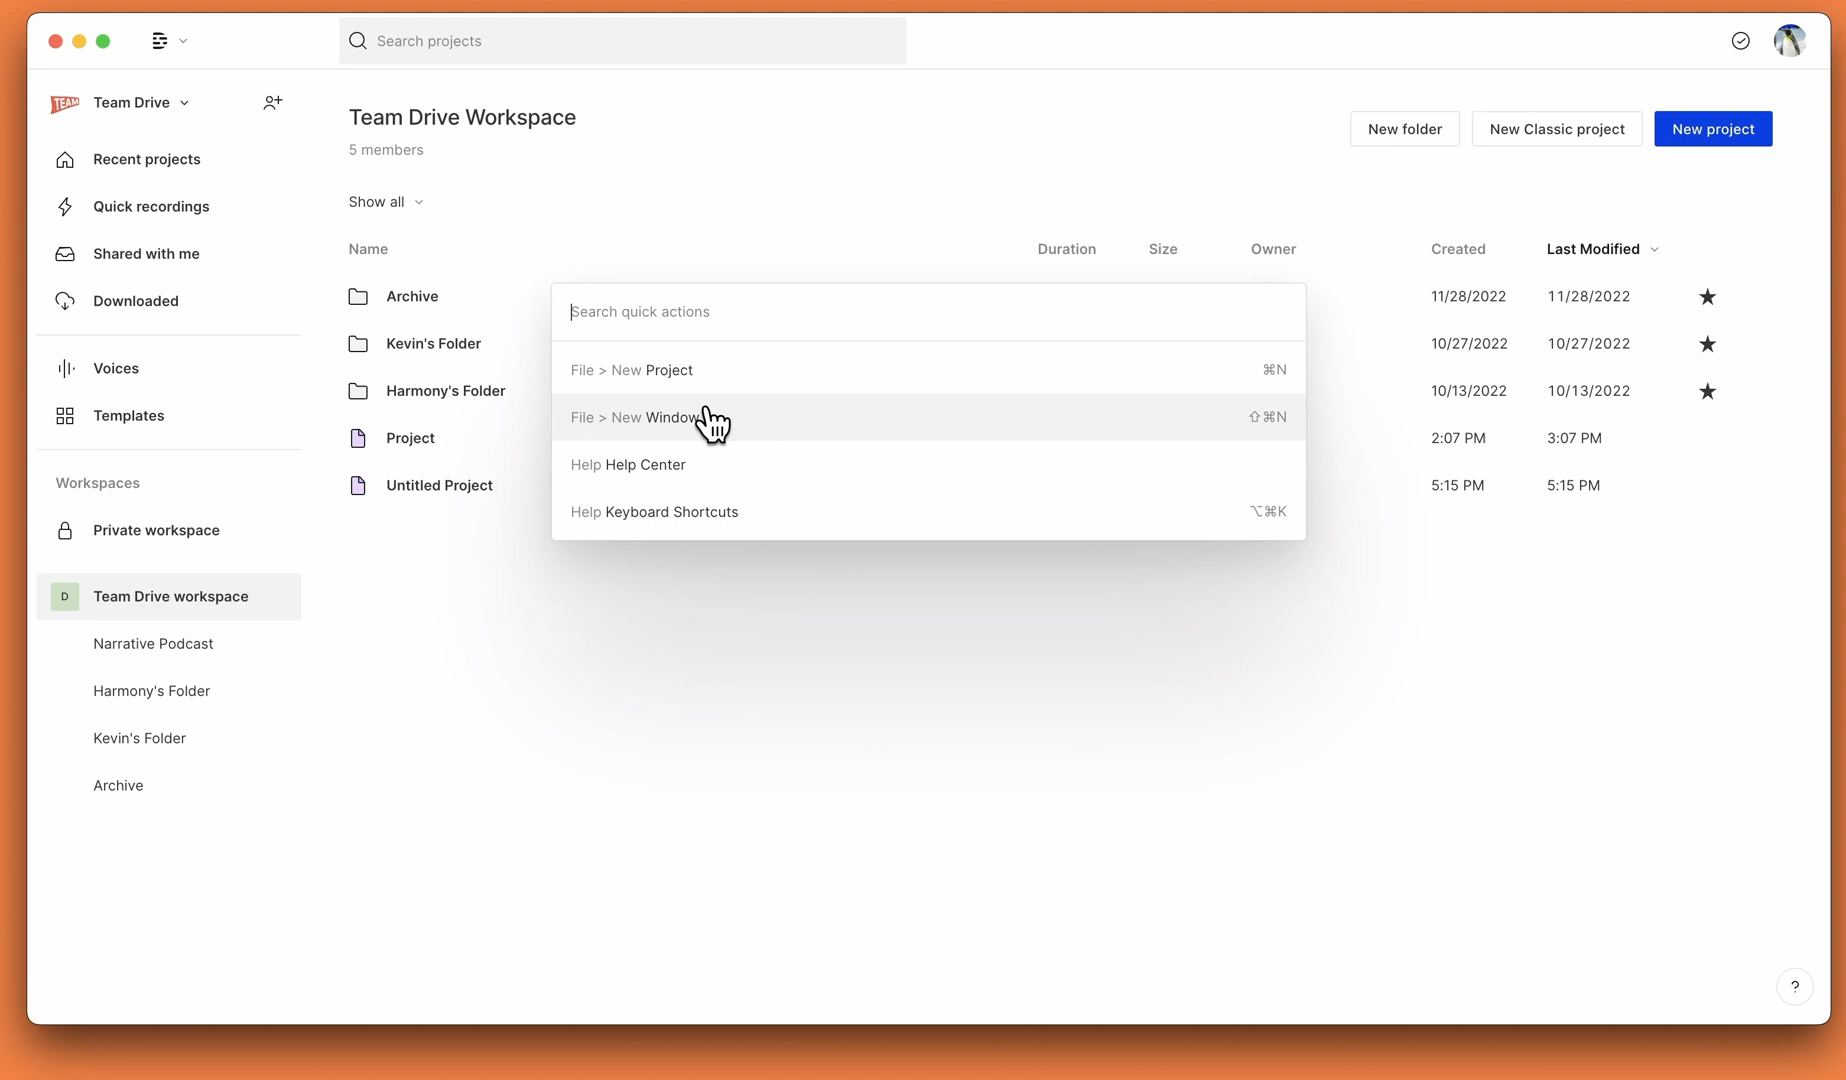 Search projects
TEAM
Team Drive
Recent projects
Quick recordings
Shared with me
Downloaded
Voices
Templates
Workspaces
Private workspace
D
Team Drive workspace
Narrative Podcast
Harmony's Folder
Kevin's Folder
Archive
Team Drive Workspace
5 members
New folder
New Classic project
New project
Show all
Name Duration Size Owner Created Last Modified
Archive 11/28/2022 11/28/2022
Kevin's Folder 10/27/2022 10/27/2022
Harmony's Folder 10/13/2022 10/13/2022
Project 2:07 PM 3:07 PM
Untitled Project 5:15 PM 5:15 PM
Search quick actions
File > New Project ⌘N
File > New Window ⇧⌘N
Help Help Center
Help Keyboard Shortcuts ⌥⌘K
?